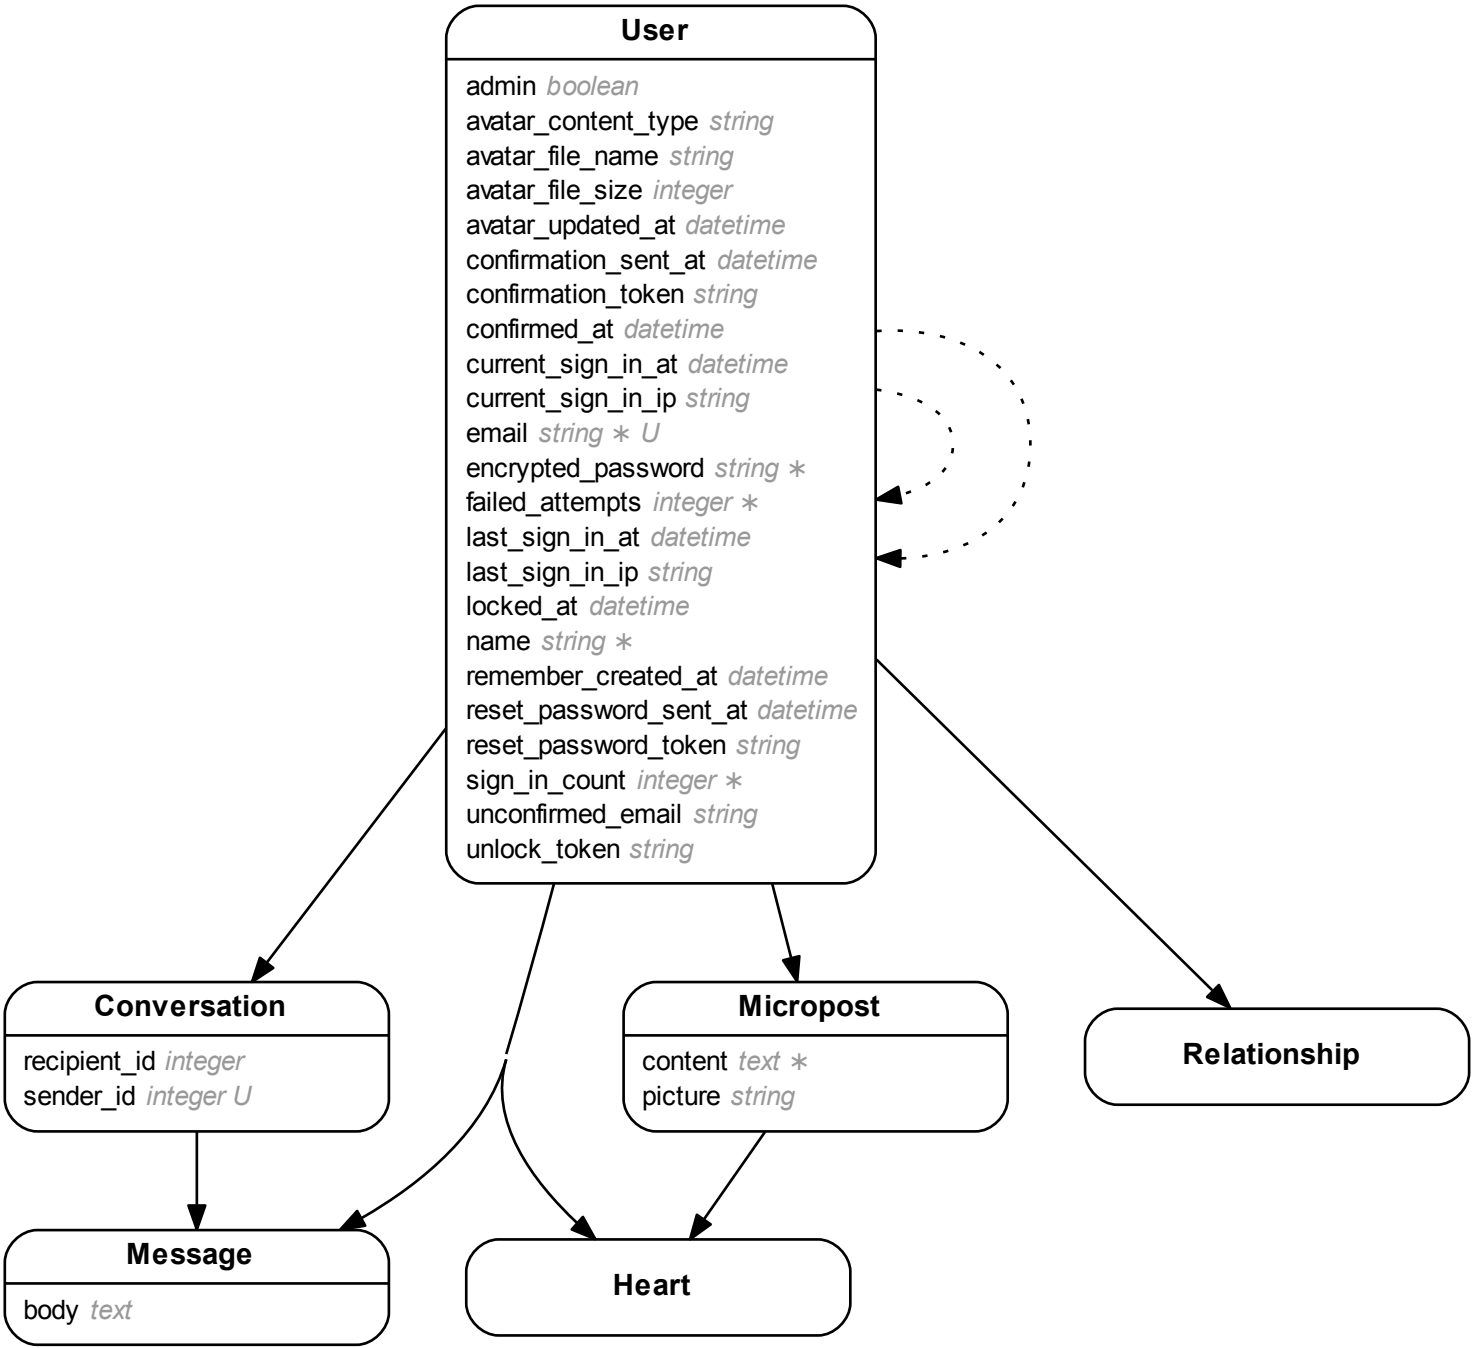 User
admin boolean
avatar_content_type string
avatar_file_name string
avatar_file_size integer
avatar_updated_at datetime
confirmation_sent_at datetime
confirmation_token string
confirmed_at datetime
current_sign_in_at datetime
current_sign_in_ip string
email string ∗ U
encrypted_password string ∗
failed_attempts integer ∗
last_sign_in_at datetime
last_sign_in_ip string
locked_at datetime
name string ∗
remember_created_at datetime
reset_password_sent_at datetime
reset_password_token string
sign_in_count integer ∗
unconfirmed_email string
unlock_token string
Conversation
recipient_id integer
sender_id integer U
Micropost
content text ∗
picture string
Relationship
Message
body text
Heart